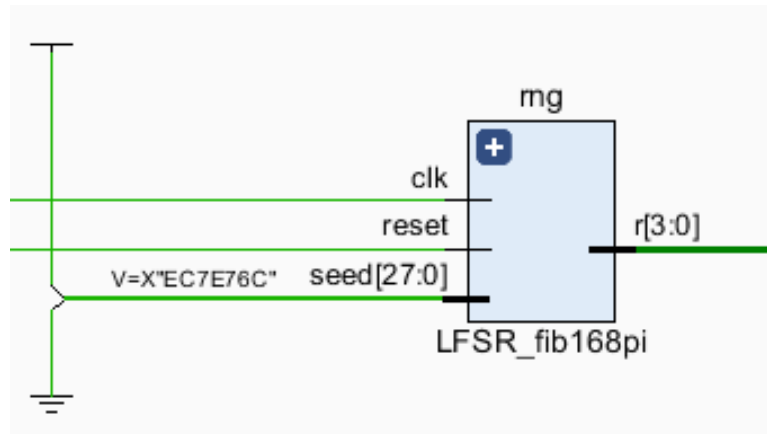 rng
clk
reset
V=X"EC7E76C" seed[27:0]
r[3:0]
LFSR_fib168pi